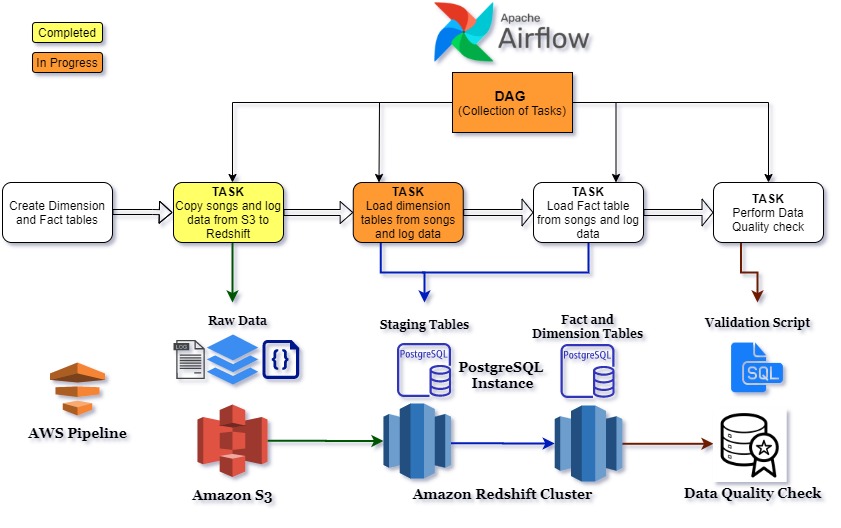 Completed
In Progress
Apache
Airflow
DAG
(Collection of Tasks)
Create Dimension
and Fact tables
TASK
Copy songs and log
data from S3 to
Redshift
TASK
Load dimension
tables from songs
and log data
TASK
Load Fact table
from songs and log
data
TASK
Perform Data
Quality check
Raw Data
Staging Tables
Fact and
Dimension Tables
Validation Script
LOG
{}
PostgreSQL
PostgreSQL
Instance
PostgreSQL
SQL
AWS Pipeline
Amazon S3
Amazon Redshift Cluster
Data Quality Check